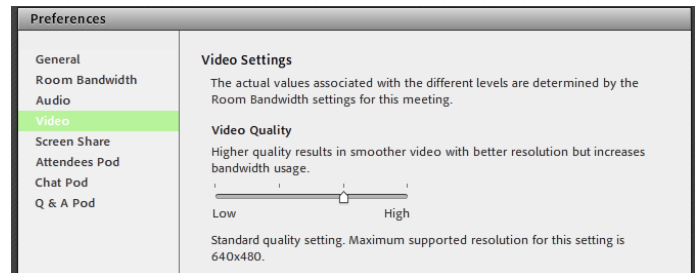 Preferences
General
Room Bandwidth
Audio
Video
Screen Share
Attendees Pod
Chat Pod
Q & A Pod
Video Settings
The actual values associated with the different levels are determined by the
Room Bandwidth settings for this meeting.
Video Quality
Higher quality results in smoother video with better resolution but increases
bandwidth usage.
Low High
Standard quality setting. Maximum supported resolution for this setting is
640x480.